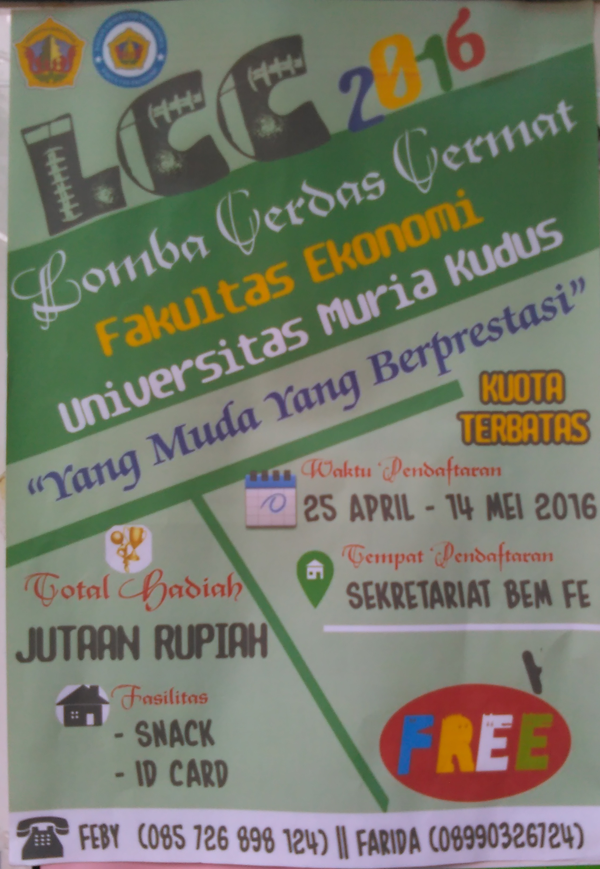 LCC 2016
Lomba Cerdas Cermat
Fakultas Ekonomi
Universitas Muria Kudus
“Yang Muda Yang Berprestasi”
KUOTA
TERBATAS
Waktu Pendaftaran
25 APRIL - 14 MEI 2016
Tempat Pendaftaran
SEKRETARIAT BEM FE
Total Hadiah
JUTAAN RUPIAH
Fasilitas
- SNACK
- ID CARD
FREE
FEBY (085 726 898 124) || FARIDA (08990326724)